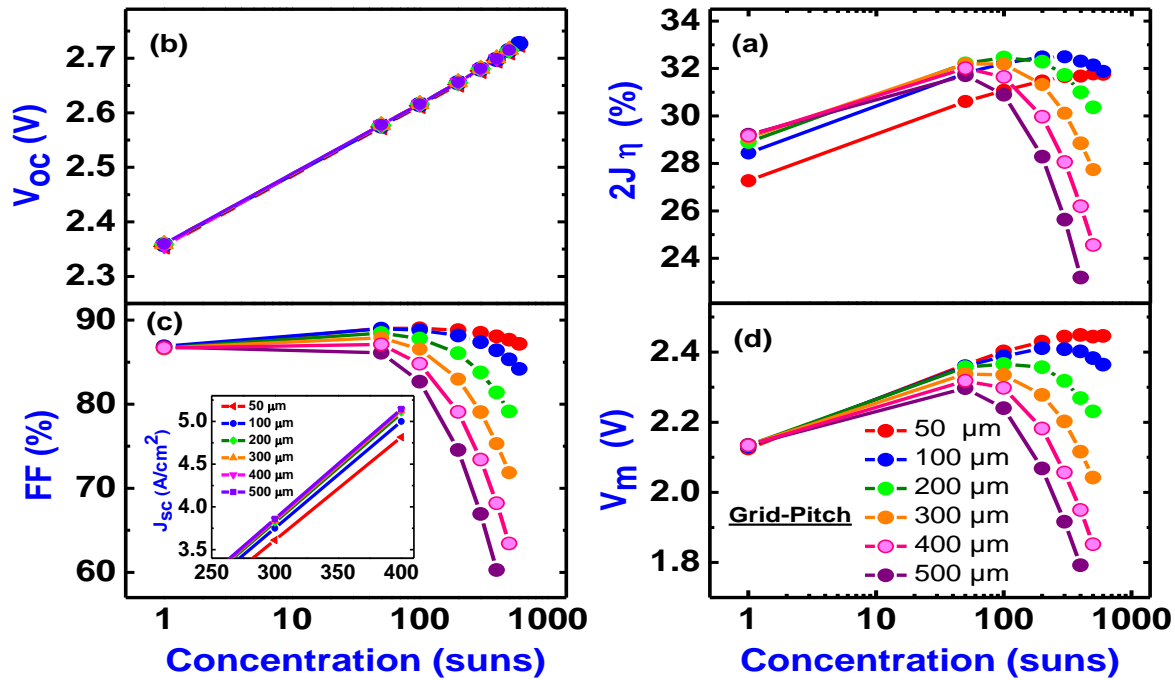 (b)
2.7
2.6
2.5
2.4
2.3
V_OC (V)
(a)
34
32
30
28
26
24
2J η (%)
(c)
90
80
70
60
FF (%)
5.0
4.5
4.0
3.5
J_SC (A/cm²)
50 µm
100 µm
200 µm
300 µm
400 µm
500 µm
250 300 350 400
1 10 100 1000
Concentration (suns)
(d)
2.4
2.2
2.0
1.8
V_m (V)
Grid-Pitch
50 µm
100 µm
200 µm
300 µm
400 µm
500 µm
1 10 100 1000
Concentration (suns)